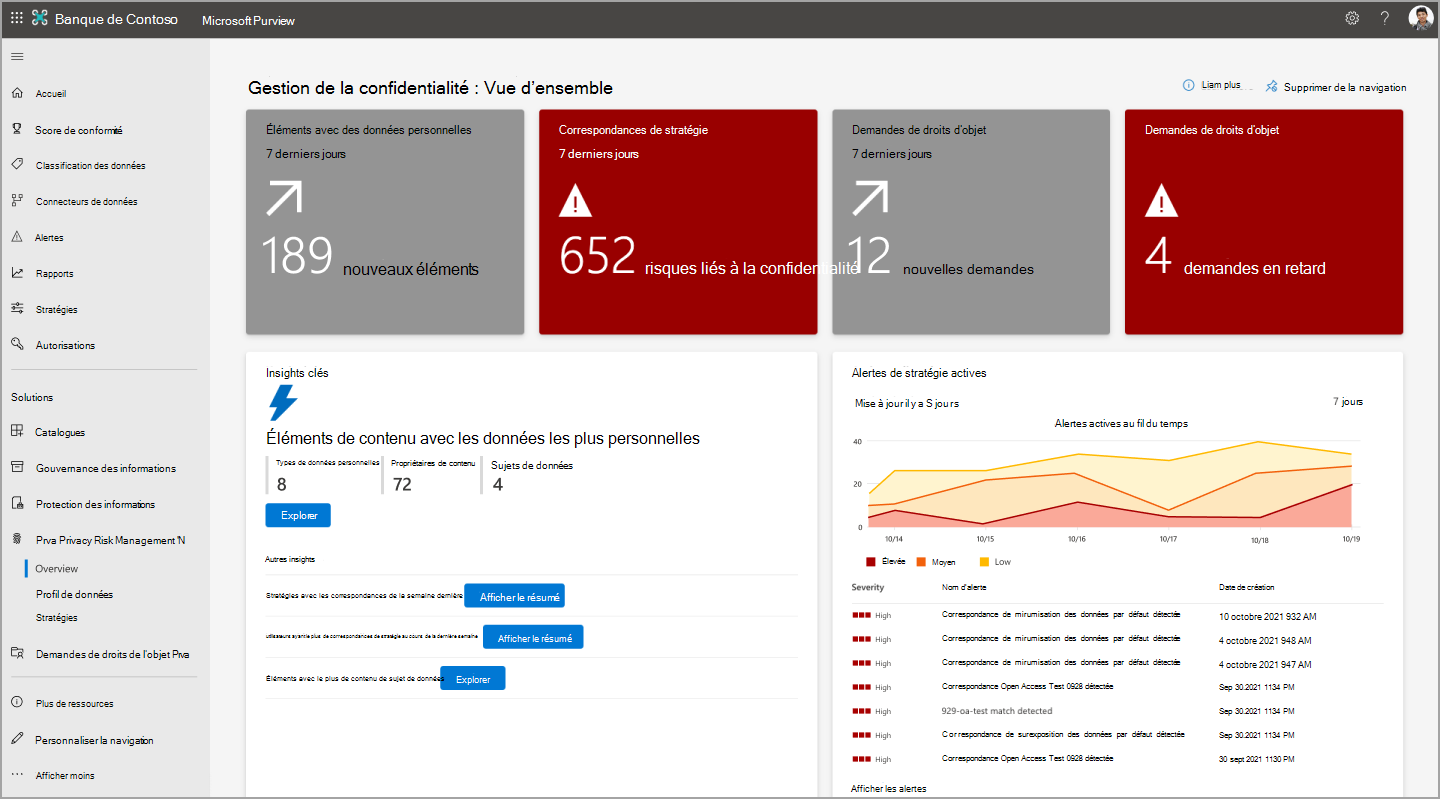 Banque de Contoso
Microsoft Purview
Accueil
Score de conformité
Classification des données
Connecteurs de données
Alertes
Rapports
Stratégies
Autorisations
Solutions
Catalogues
Gouvernance des informations
Protection des informations
Prva Privacy Risk Management 'N
Overview
Profil de données
Stratégies
Demandes de droits de l'objet Prva
Plus de ressources
Personnaliser la navigation
Afficher moins
Gestion de la confidentialité : Vue d'ensemble
Liam plus
Supprimer de la navigation
Éléments avec des données personnelles
7 derniers jours
189 nouveaux éléments
Correspondances de stratégie
7 derniers jours
652 risques liés à la confidentialité
Demandes de droits d'objet
7 derniers jours
12 nouvelles demandes
Demandes de droits d'objet
4 demandes en retard
Insights clés
Éléments de contenu avec les données les plus personnelles
Types de données personnelles
8
Propriétaires de contenu
72
Sujets de données
4
Explorer
Autres insights
Stratégies avec les correspondances de la semaine dernière Afficher le résumé
utilisateurs ayant le plus de correspondances de stratégie au cours de la dernière semaine Afficher le résumé
Éléments avec le plus de contenu de sujet de données Explorer
Alertes de stratégie actives
Mise à jour il y a S jours
7 jours
Alertes actives au fil du temps
40
20
0
10/14 10/15 10/16 10/17 10/18 10/19
Élevée Moyen Low
Severity Nom d'alerte Date de création
High Correspondance de mirumisation des données par défaut détectée 10 octobre 2021 932 AM
High Correspondance de mirumisation des données par défaut détectée 4 octobre 2021 948 AM
High Correspondance de mirumisation des données par défaut détectée 4 octobre 2021 947 AM
High Correspondance Open Access Test 0928 détectée Sep 30.2021 1134 PM
High 929-oa-test match detected Sep 30.2021 1134 PM
High Correspondance de surexposition des données par défaut détectée Sep 30.2021 1134 PM
High Correspondance Open Access Test 0928 détectée 30 sept 2021 1130 PM
Afficher les alertes